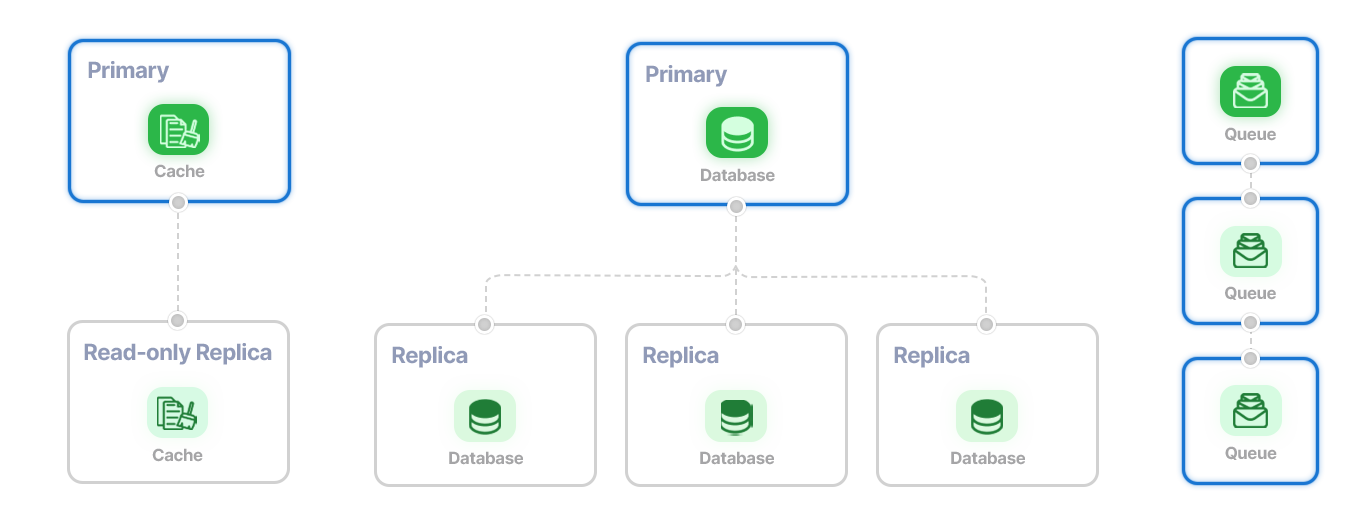 Primary
Cache
Read-only Replica
Cache
Primary
Database
Replica
Database
Replica
Database
Replica
Database
Queue
Queue
Queue